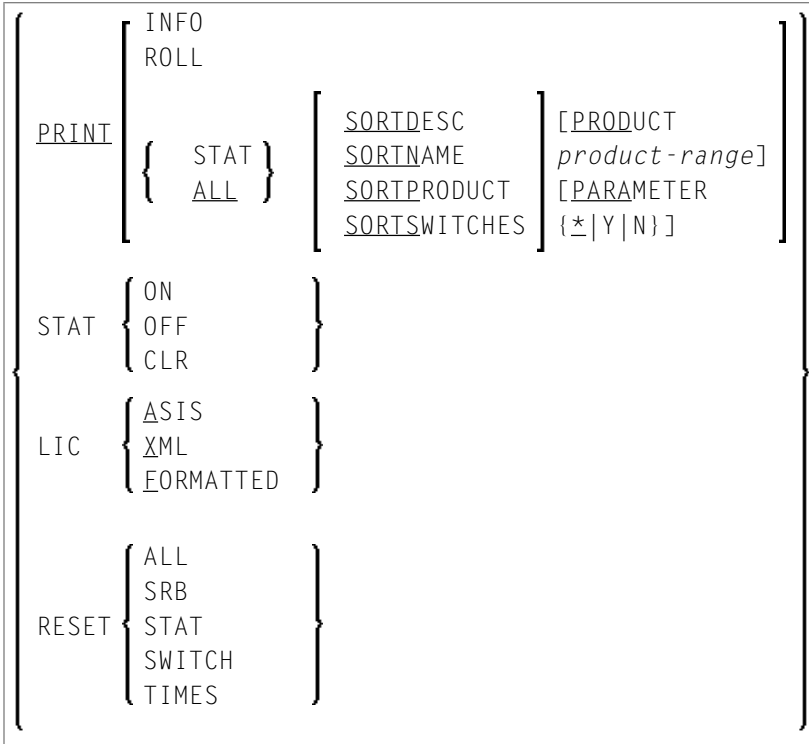 INFO
ROLL
PRINT
STAT
ALL
SORTDESC
SORTNAME
SORTPRODUCT
SORTSWITCHES
[PRODUCT
product-range]
[PARAMETER
{*|Y|N}]
STAT
ON
OFF
CLR
LIC
ASIS
XML
FORMATTED
RESET
ALL
SRB
STAT
SWITCH
TIMES